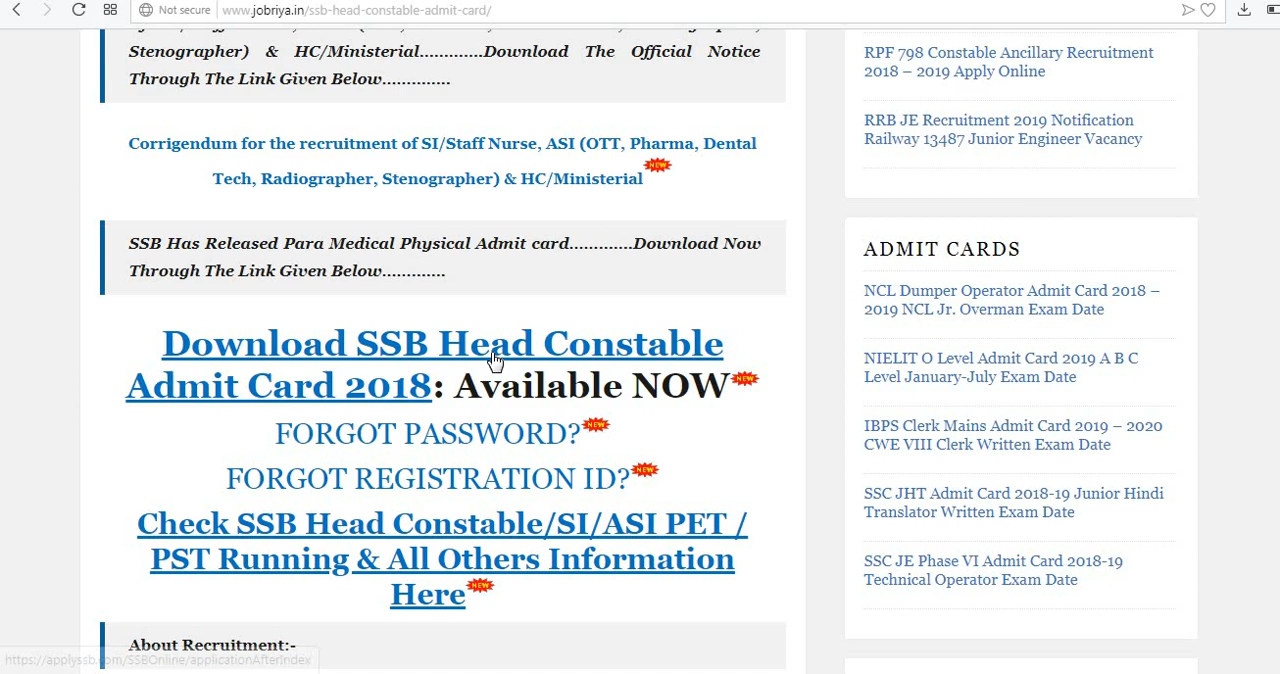 Not secure
www.jobriya.in/ssb-head-constable-admit-card/
Stenographer) & HC/Ministerial............Download The Official Notice
Through The Link Given Below.............
Corrigendum for the recruitment of SI/Staff Nurse, ASI (OTT, Pharma, Dental
Tech, Radiographer, Stenographer) & HC/Ministerial NEW
SSB Has Released Para Medical Physical Admit card............Download Now
Through The Link Given Below............
Download SSB Head Constable
Admit Card 2018: Available NOW NEW
FORGOT PASSWORD? NEW
FORGOT REGISTRATION ID? NEW
Check SSB Head Constable/SI/ASI PET /
PST Running & All Others Information
Here NEW
About Recruitment:-
https://applyssb.com/SSBOnline/applicationAfterIndex
RPF 798 Constable Ancillary Recruitment
2018 – 2019 Apply Online
RRB JE Recruitment 2019 Notification
Railway 13487 Junior Engineer Vacancy
ADMIT CARDS
NCL Dumper Operator Admit Card 2018 –
2019 NCL Jr. Overman Exam Date
NIELIT O Level Admit Card 2019 A B C
Level January-July Exam Date
IBPS Clerk Mains Admit Card 2019 – 2020
CWE VIII Clerk Written Exam Date
SSC JHT Admit Card 2018-19 Junior Hindi
Translator Written Exam Date
SSC JE Phase VI Admit Card 2018-19
Technical Operator Exam Date